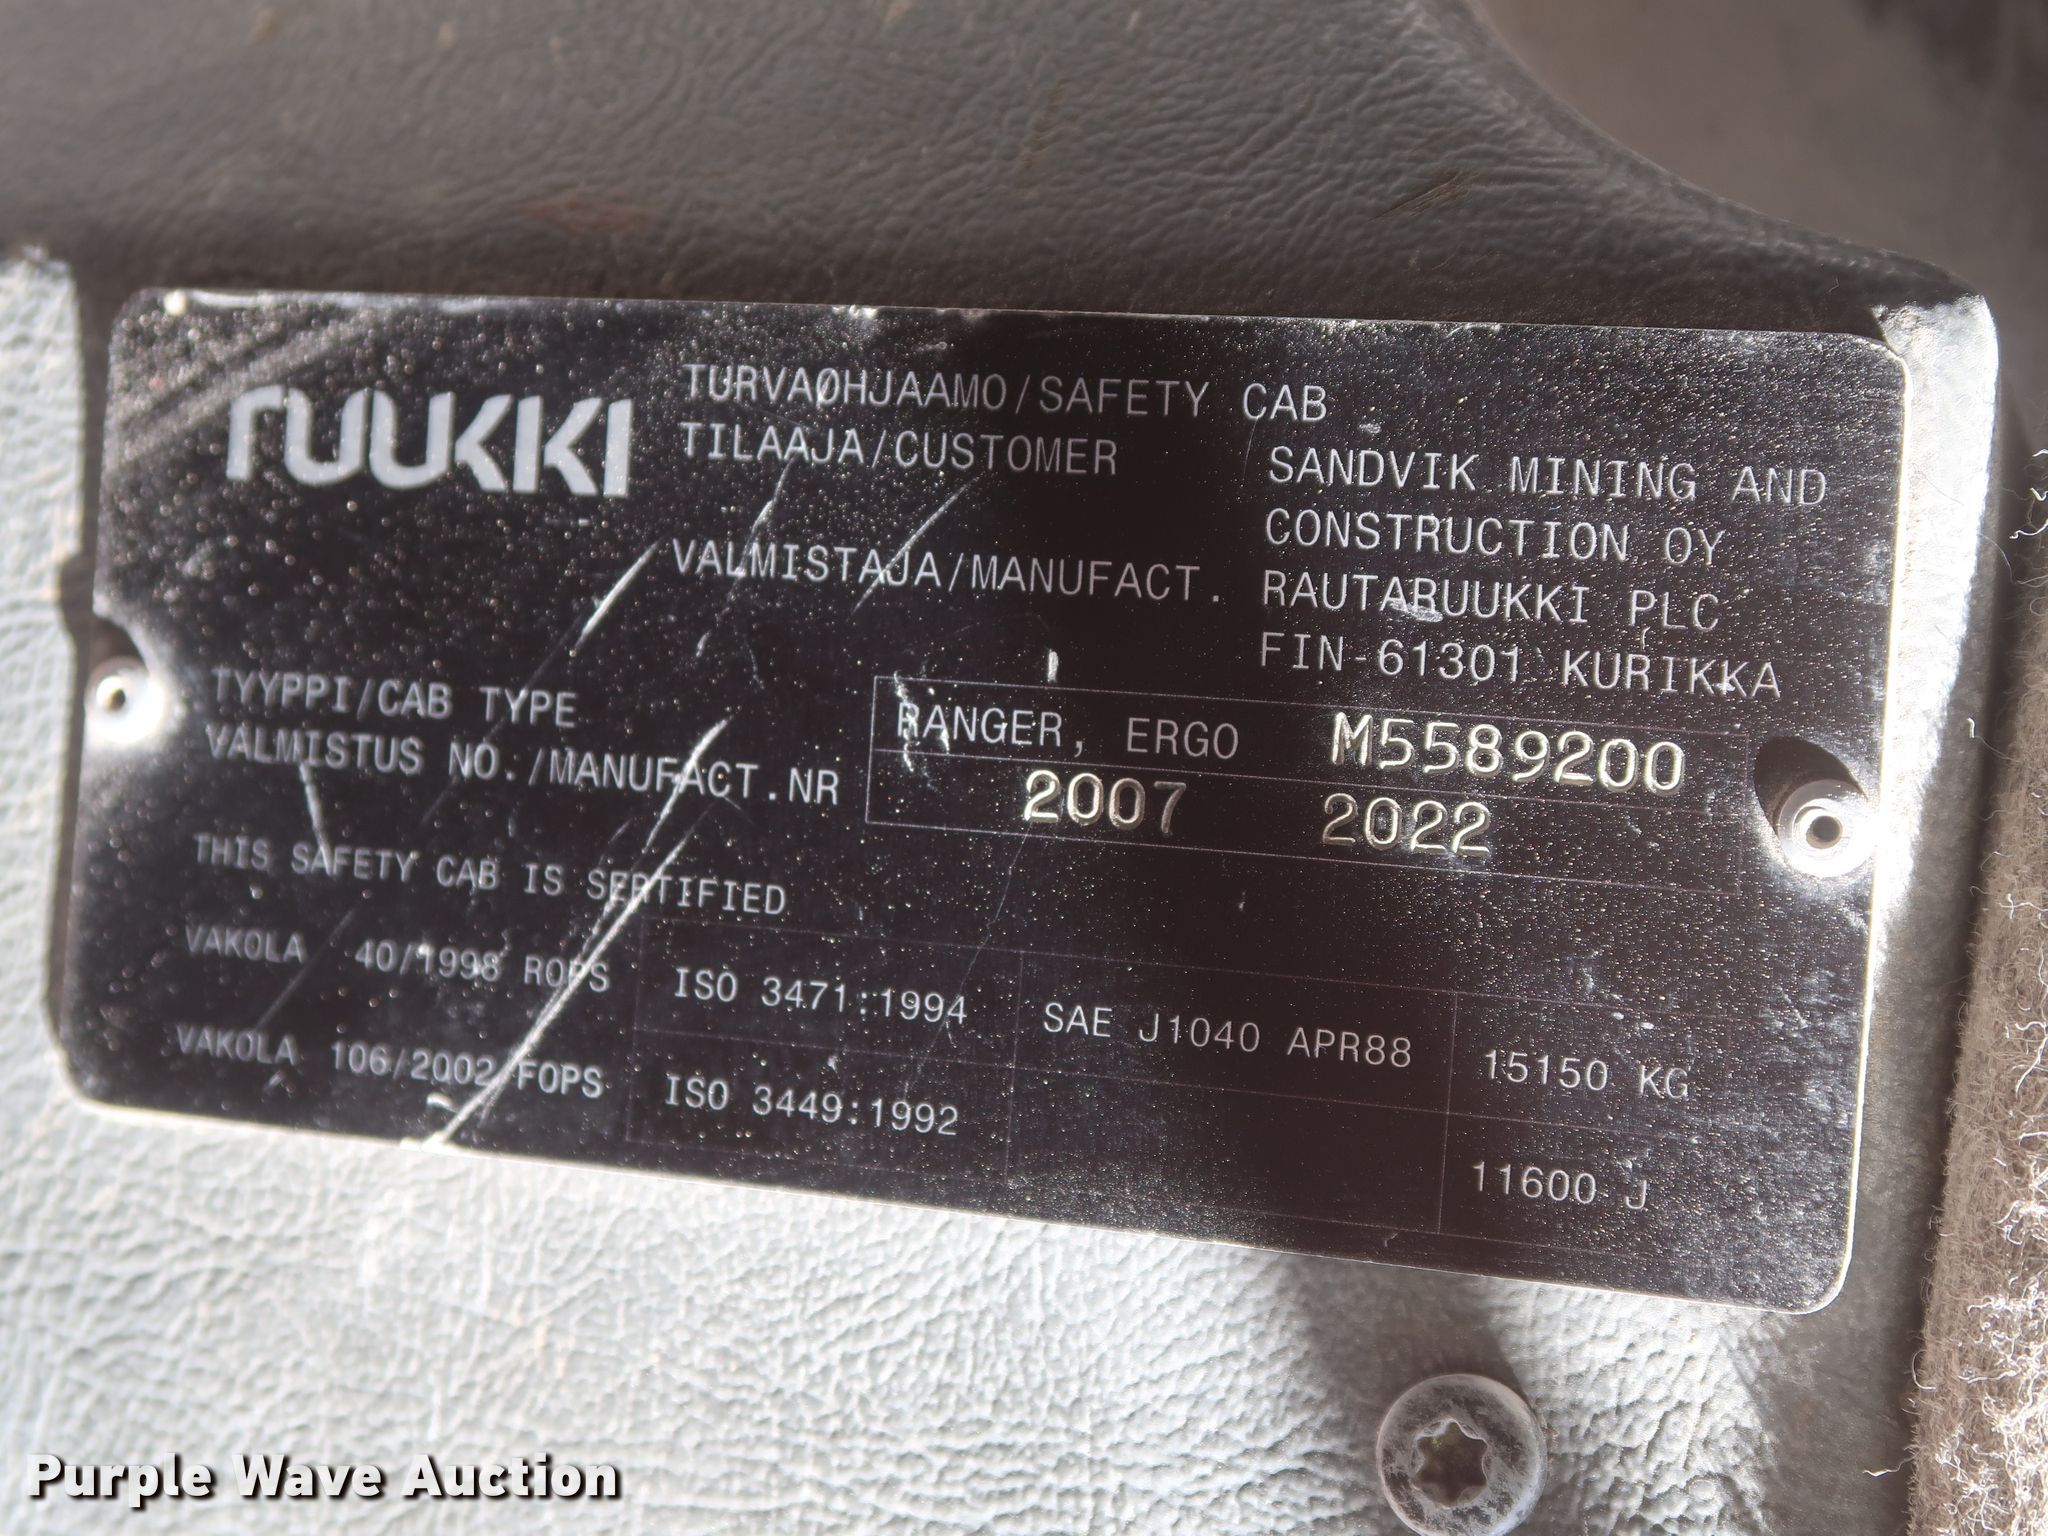 ruukki
TURVAØHJAAMO/SAFETY CAB
TILAAJA/CUSTOMER SANDVIK MINING AND
CONSTRUCTION OY
VALMISTAJA/MANUFACT. RAUTARUUKKI PLC
FIN-61301 KURIKKA
TYYPPI/CAB TYPE RANGER, ERGO M5589200
VALMISTUS NO./MANUFACT.NR 2007 2022
THIS SAFETY CAB IS SERTIFIED
VAKOLA 40/1998 ROPS ISO 3471:1994 SAE J1040 APR88 15150 KG
VAKOLA 106/2002 FOPS ISO 3449:1992 11600 J
Purple Wave Auction